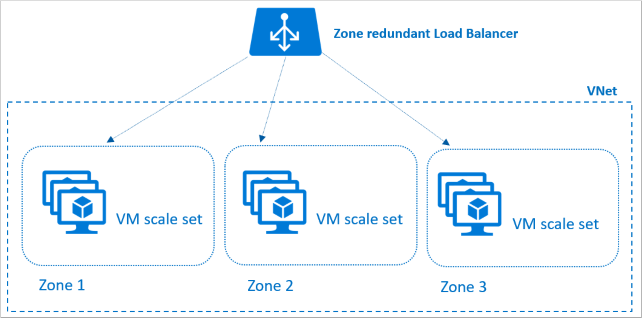 Zone redundant Load Balancer
VNet
VM scale set
VM scale set
VM scale set
Zone 1
Zone 2
Zone 3